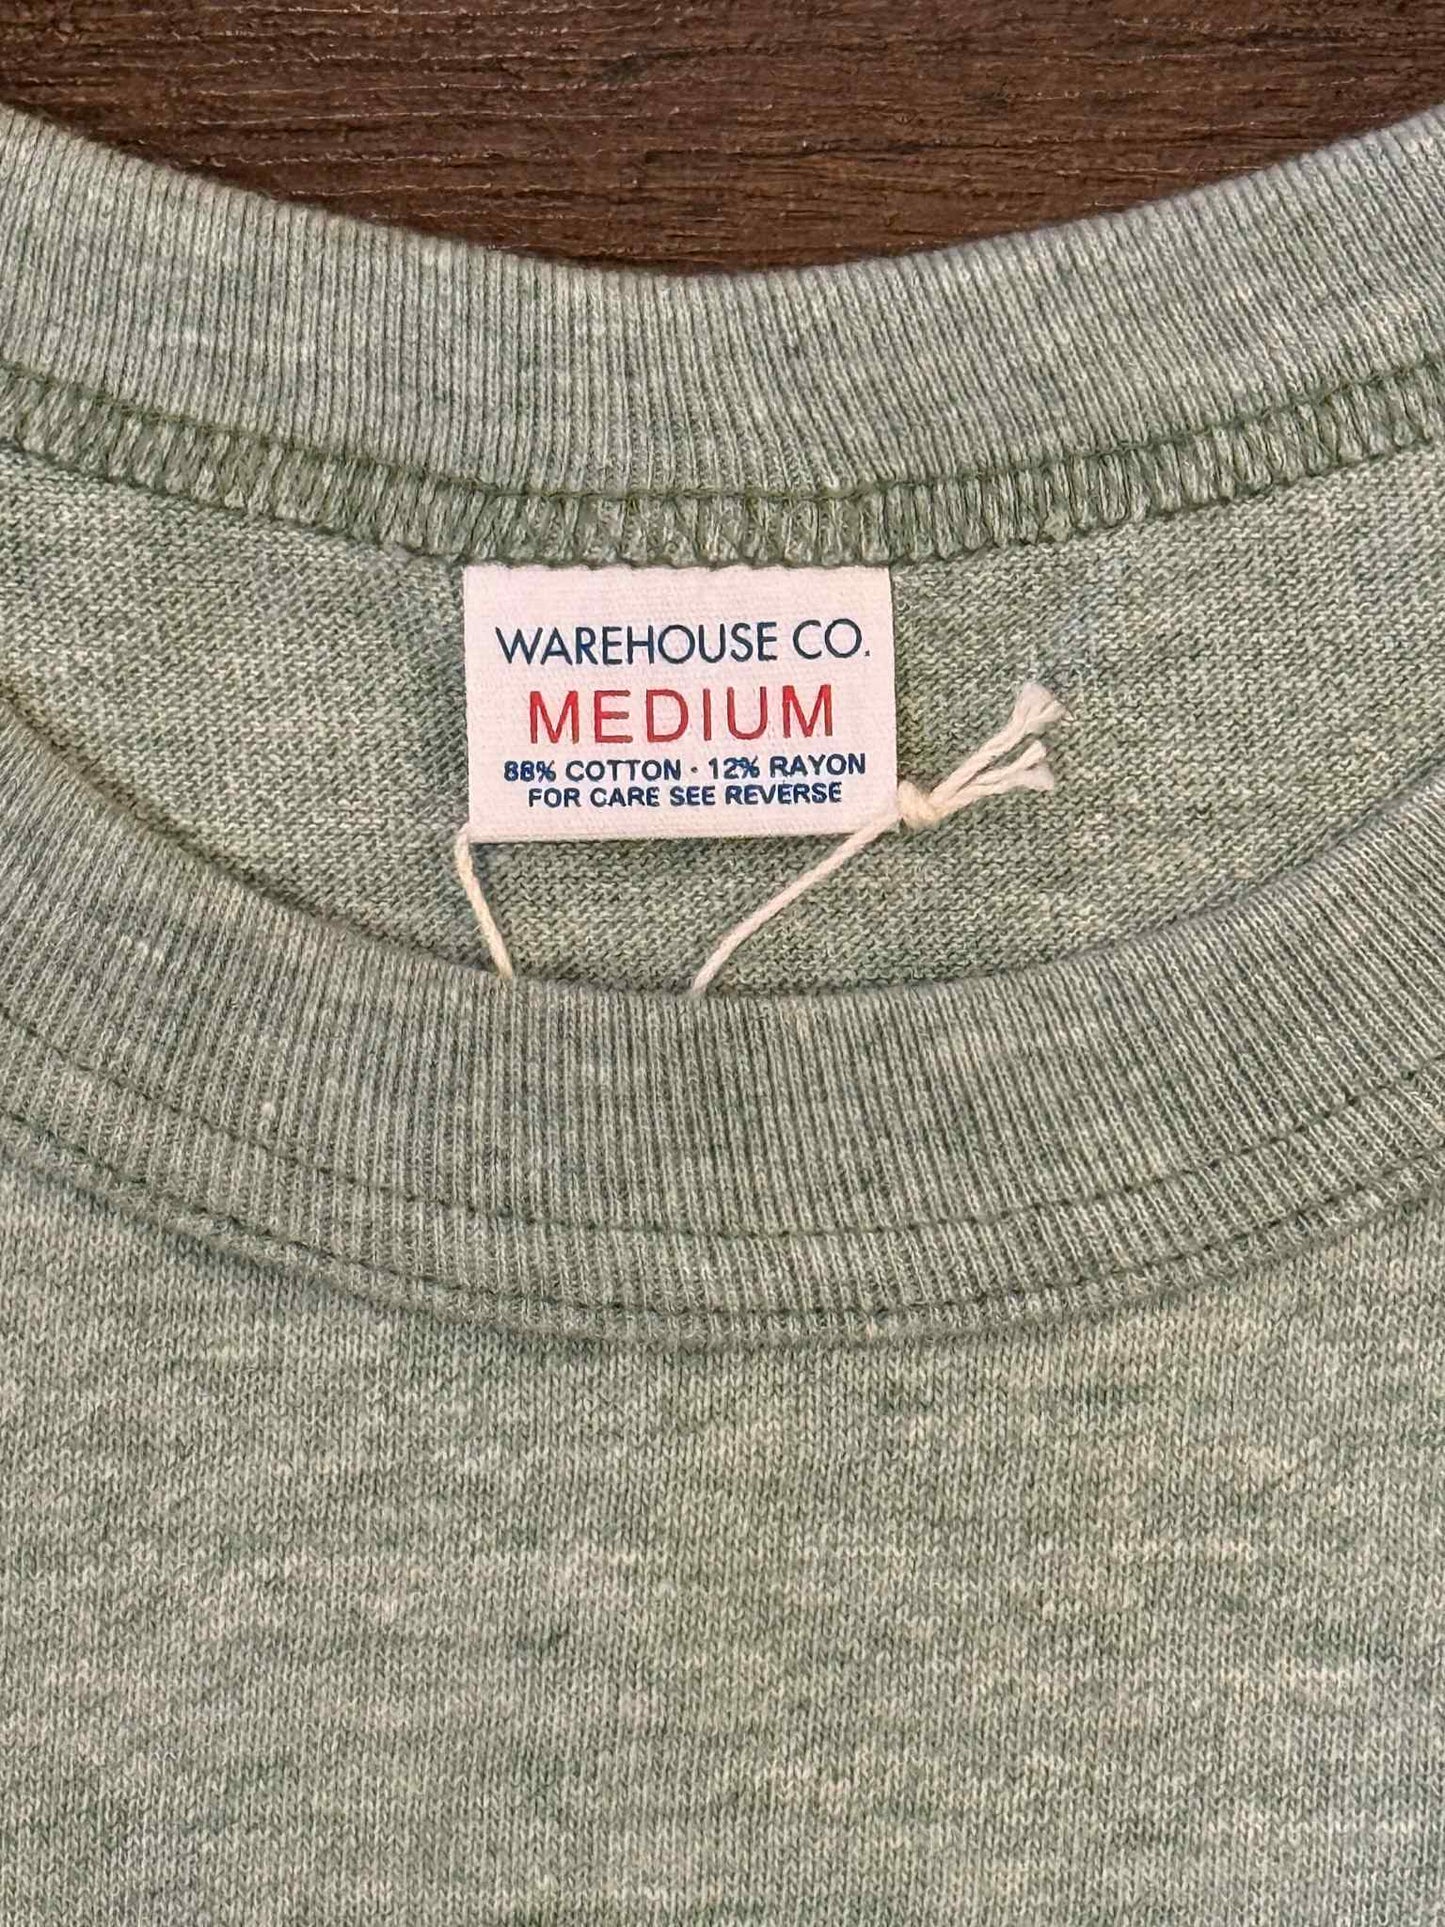 WAREHOUSE CO.
MEDIUM
88% COTTON · 12% RAYON
FOR CARE SEE REVERSE